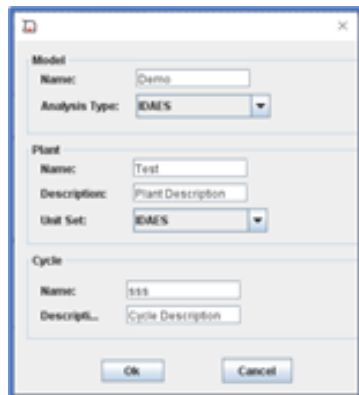 Model
Name: Demo
Analysis Type: IDAES
Plant
Name: Test
Description: Plant Description
Unit Set: IDAES
Cycle
Name: sss
Descripti... Cycle Description
Ok Cancel